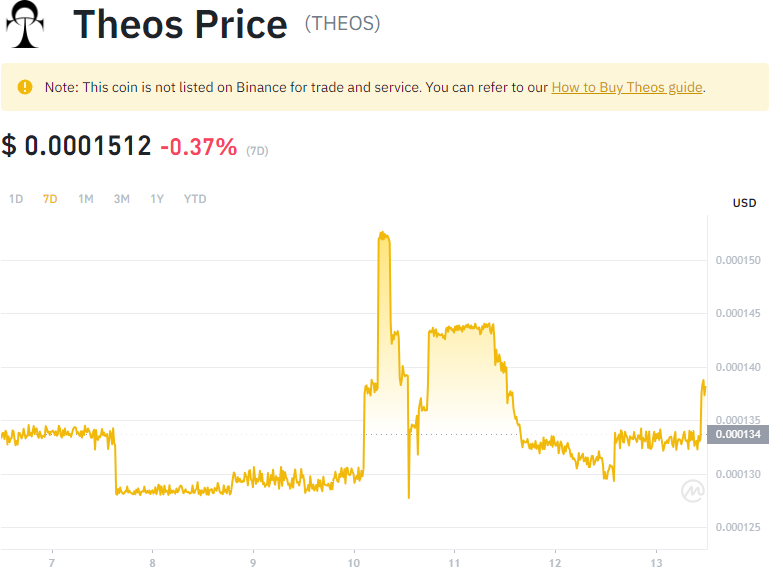 Theos Price (THEOS)
Note: This coin is not listed on Binance for trade and service. You can refer to our How to Buy Theos guide.
$ 0.0001512 -0.37% (7D)
1D 7D 1M 3M 1Y YTD
USD
0.000150
0.000145
0.000140
0.000135
0.000134
0.000130
0.000125
7 8 9 10 11 12 13